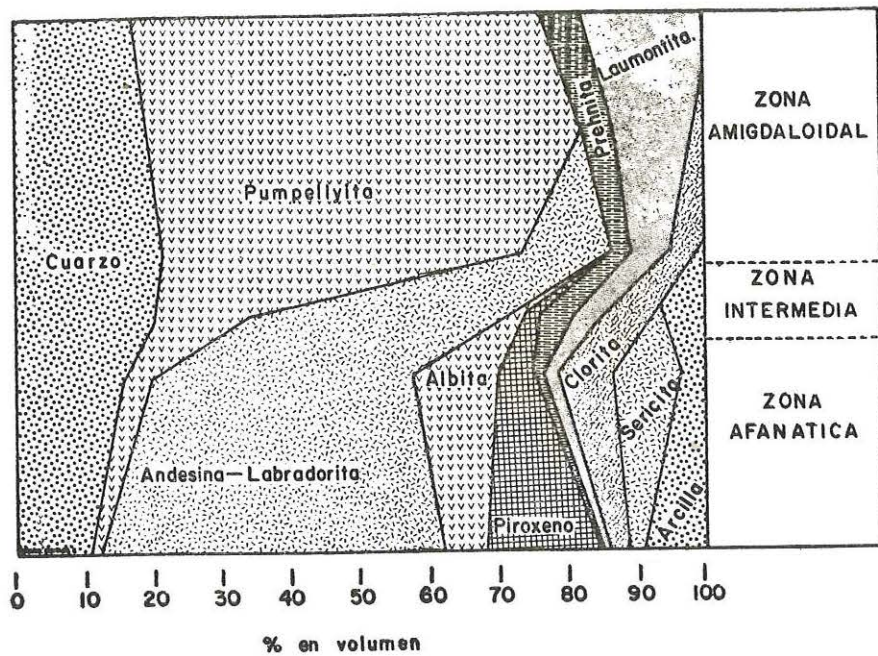 Cuarzo
Pumpellyita
Prehnita
Laumontita.
Andesina-Labradorita
Albita
Piroxeno
Clorita
Sericita
Arcilla
ZONA
AMIGDALOIDAL
ZONA
INTERMEDIA
ZONA
AFANATICA
0 10 20 30 40 50 60 70 80 90 100
% en volumen